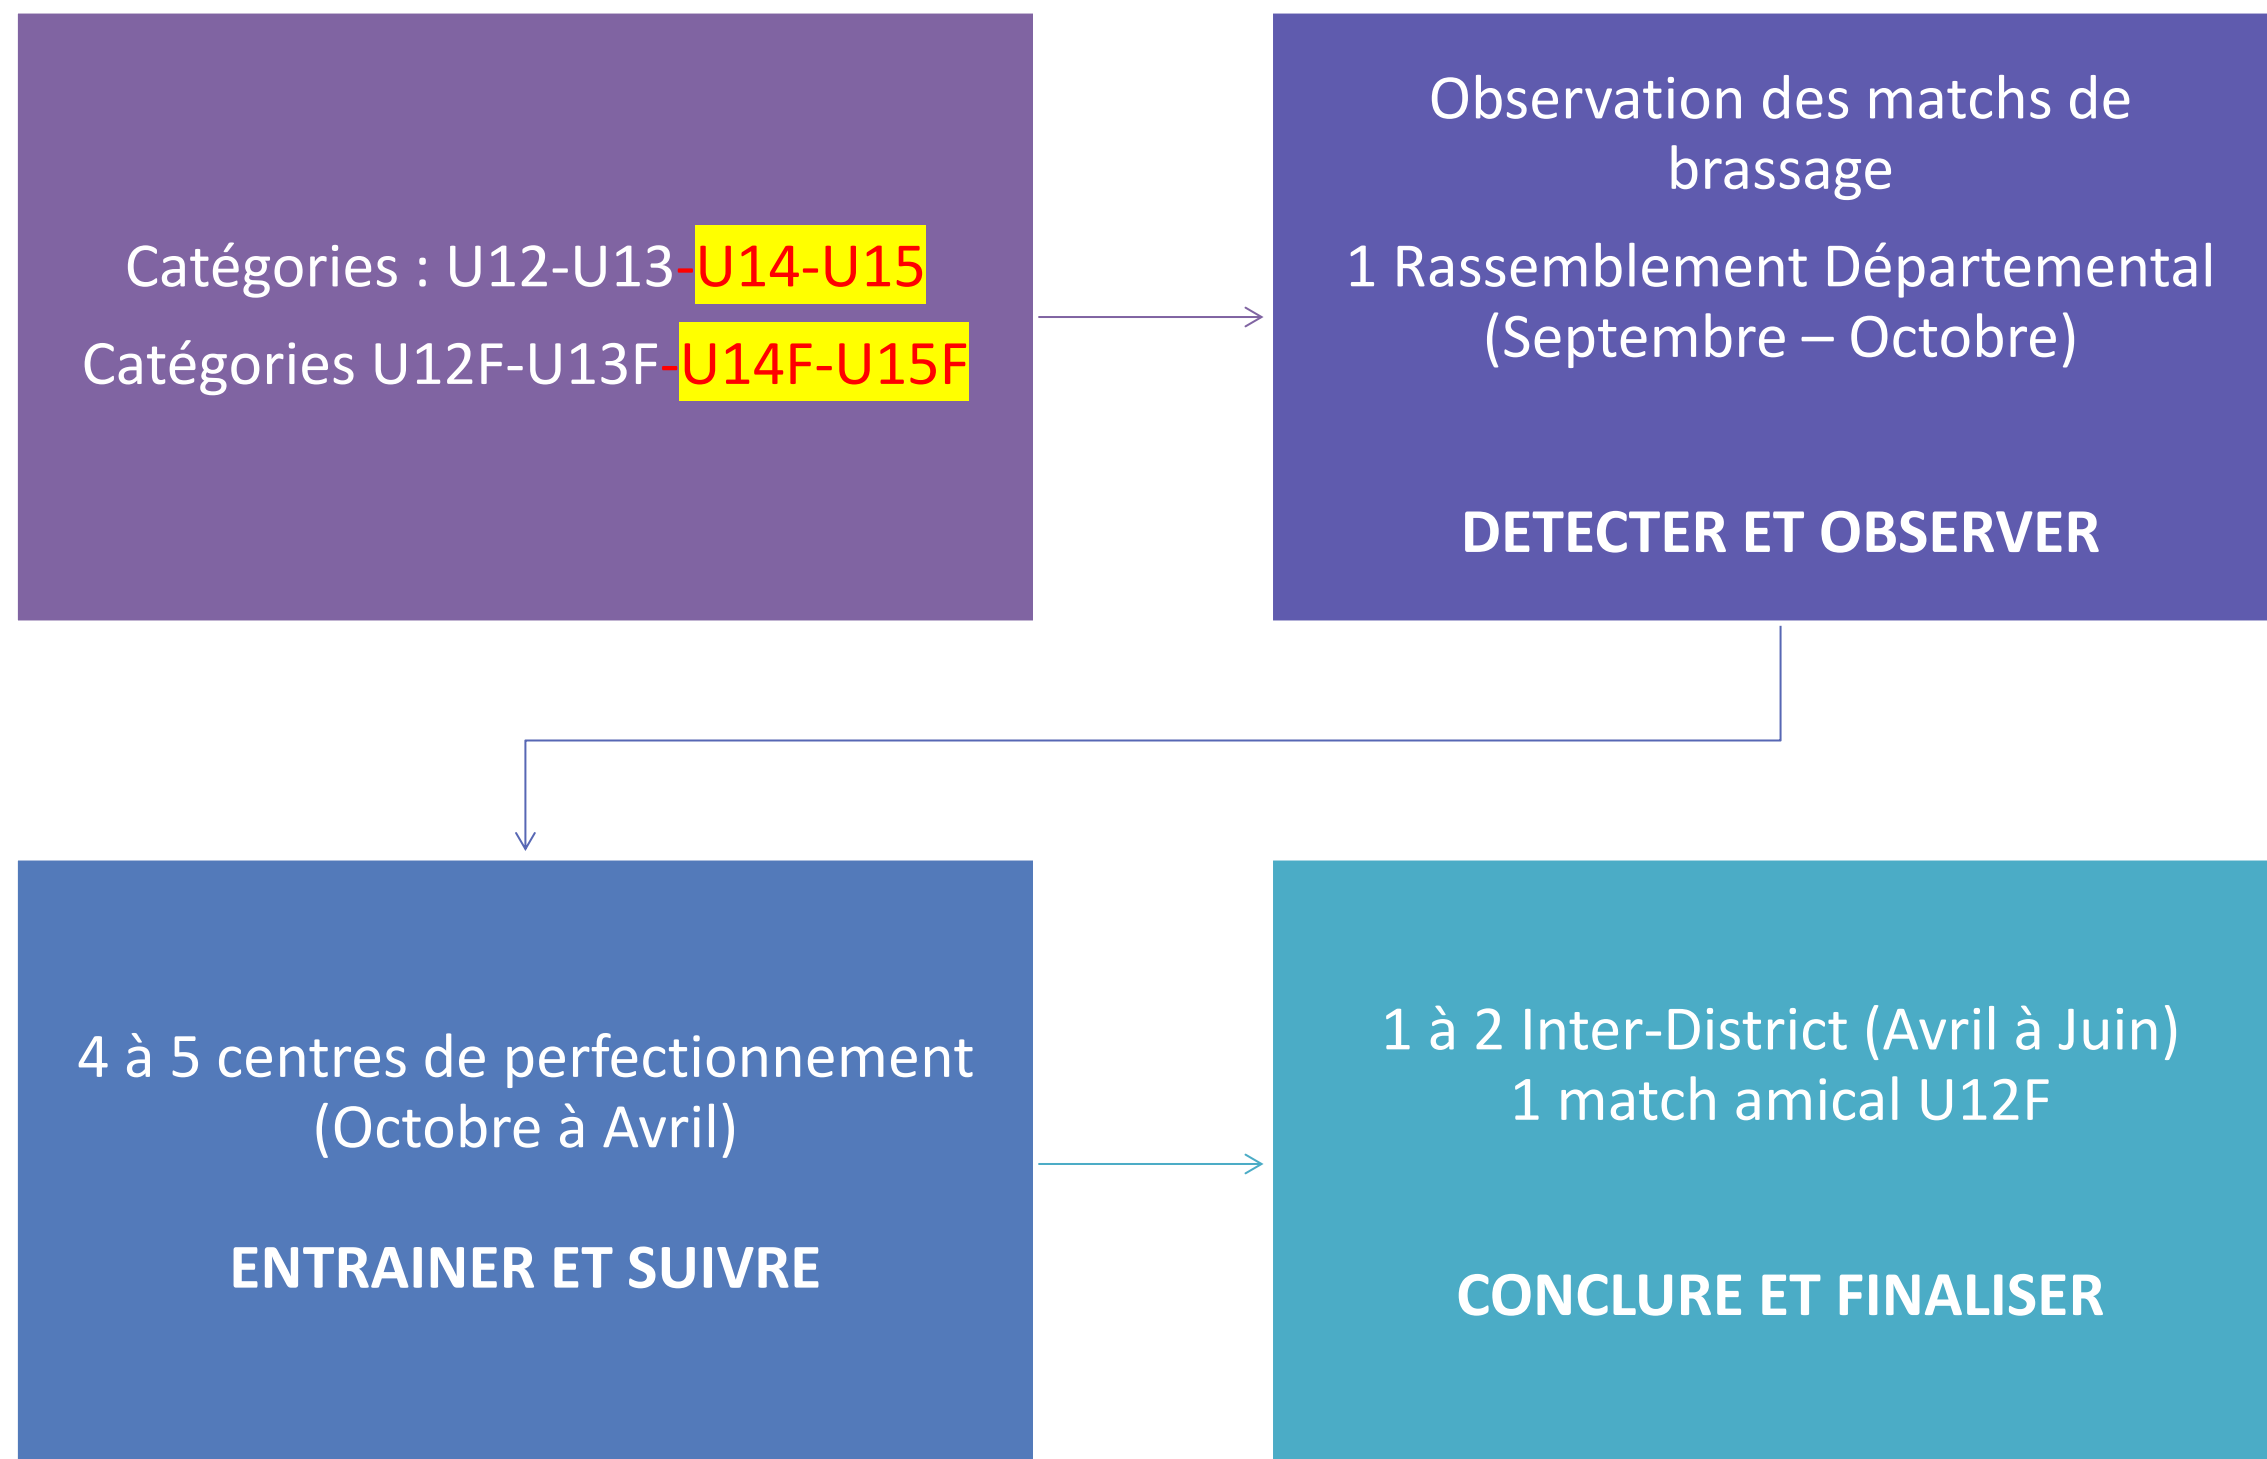 Catégories : U12-U13-U14-U15
Catégories U12F-U13F-U14F-U15F
Observation des matchs de
brassage
1 Rassemblement Départemental
(Septembre – Octobre)
DETECTER ET OBSERVER
4 à 5 centres de perfectionnement
(Octobre à Avril)
ENTRAINER ET SUIVRE
1 à 2 Inter-District (Avril à Juin)
1 match amical U12F
CONCLURE ET FINALISER